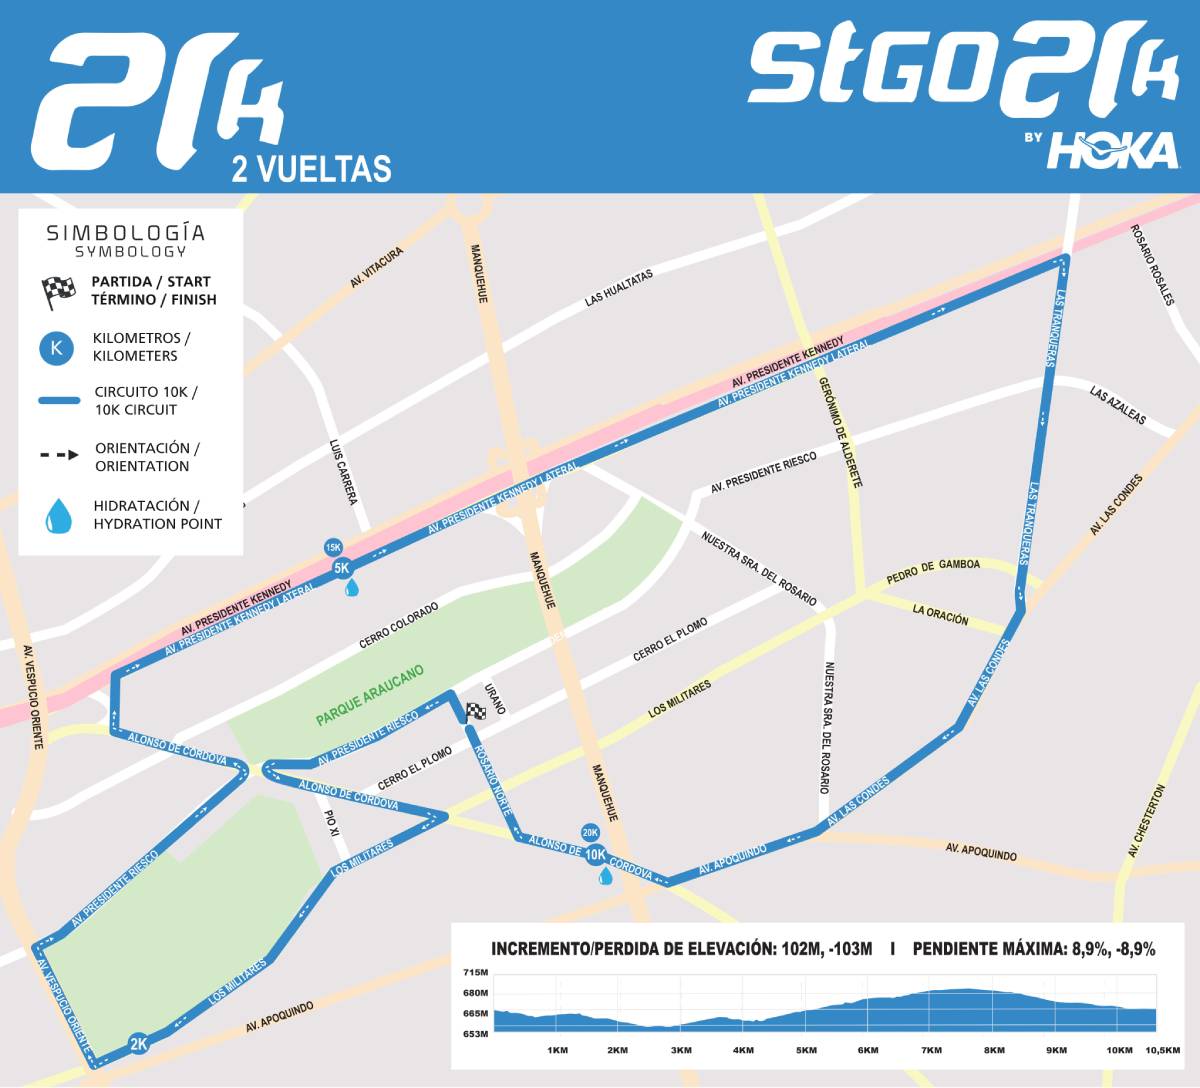 21k
2 VUELTAS
StGO21k
BY HOKA
SIMBOLOGÍA
SYMBOLOGY
PARTIDA / START
TÉRMINO / FINISH
K
KILOMETROS /
KILOMETERS
CIRCUITO 10K /
10K CIRCUIT
ORIENTACIÓN /
ORIENTATION
HIDRATACIÓN /
HYDRATION POINT
AV. VITACURA
MANQUEHUE
LAS HUALTATAS
ROSARIO ROSALES
LAS TRANQUERAS
AV. PRESIDENTE KENNEDY
AV. PRESIDENTE KENNEDY LATERAL
GERÓNIMO DE ALDERETE
LAS AZALEAS
LUIS CARRERA
AV. PRESIDENTE RIESCO
AV. PRESIDENTE KENNEDY LATERAL
AV. LAS CONDES
LAS TRANQUERAS
15K
5K
NUESTRA SRA. DEL ROSARIO
MANQUEHUE
PEDRO DE GAMBOA
LA ORACIÓN
AV. PRESIDENTE KENNEDY
AV. PRESIDENTE KENNEDY LATERAL
CERRO COLORADO
CERRO EL PLOMO
AV. VESPUCIO ORIENTE
PARQUE ARAUCANO
URANO
LOS MILITARES
NUESTRA SRA. DEL ROSARIO
AV. LAS CONDES
ALONSO DE CÓRDOVA
AV. PRESIDENTE RIESCO
CERRO EL PLOMO
ROSARIO NORTE
ALONSO DE CÓRDOVA
MANQUEHUE
AV. LAS CONDES
PIO XI
20K
10K
ALONSO DE CÓRDOVA
AV. APOQUINDO
AV. APOQUINDO
AV. CHESTERTON
LOS MILITARES
AV. PRESIDENTE RIESCO
AV. VESPUCIO ORIENTE
LOS MILITARES
AV. APOQUINDO
2K
INCREMENTO/PERDIDA DE ELEVACIÓN: 102M, -103M I PENDIENTE MÁXIMA: 8,9%, -8,9%
715M
680M
665M
653M
1KM 2KM 3KM 4KM 5KM 6KM 7KM 8KM 9KM 10KM 10,5KM